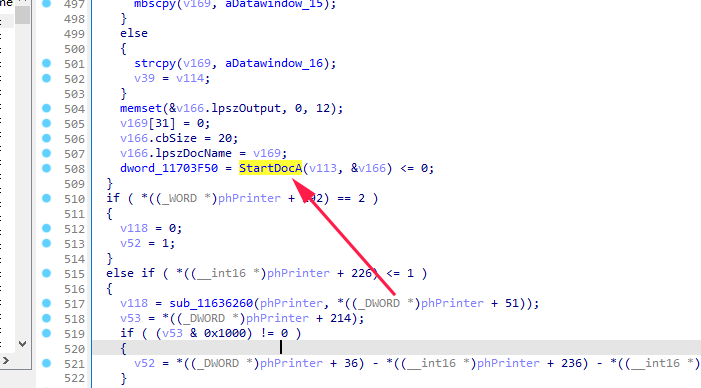 497 mbscpy(v169, aDatawindow_15);
498 }
499 else
500 {
501 strcpy(v169, aDatawindow_16);
502 v39 = v114;
503 }
504 memset(&v166.lpszOutput, 0, 12);
505 v169[31] = 0;
506 v166.cbSize = 20;
507 v166.lpszDocName = v169;
508 dword_11703F50 = StartDocA(v113, &v166) <= 0;
509 }
510 if ( *((_WORD *)phPrinter + 02) == 2 )
511 {
512 v118 = 0;
513 v52 = 1;
514 }
515 else if ( *((__int16 *)phPrinter + 226) <= 1 )
516 {
517 v118 = sub_11636260(phPrinter, *((_DWORD *)phPrinter + 51));
518 v53 = *((_DWORD *)phPrinter + 214);
519 if ( (v53 & 0x1000) != 0 )
520 {
521 v52 = *((_DWORD *)phPrinter + 36) - *((__int16 *)phPrinter + 236) - *((__int16 *)
522 }